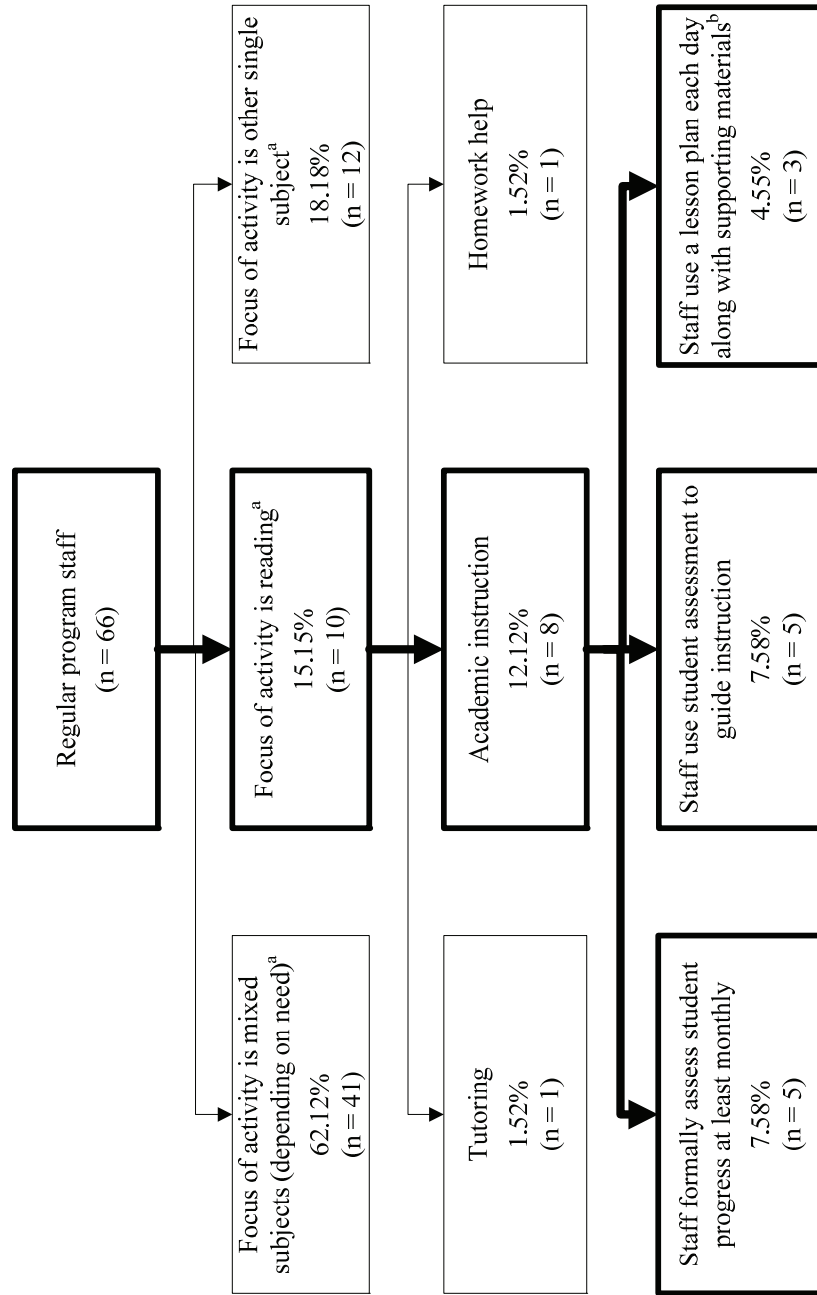 Regular program staff
(n = 66)
Focus of activity is mixed
subjects (depending on need)ᵃ
62.12%
(n = 41)
Focus of activity is readingᵃ
15.15%
(n = 10)
Focus of activity is other single
subjectᵃ
18.18%
(n = 12)
Tutoring
1.52%
(n = 1)
Academic instruction
12.12%
(n = 8)
Homework help
1.52%
(n = 1)
Staff formally assess student
progress at least monthly
7.58%
(n = 5)
Staff use student assessment to
guide instruction
7.58%
(n = 5)
Staff use a lesson plan each day
along with supporting materialsᵇ
4.55%
(n = 3)